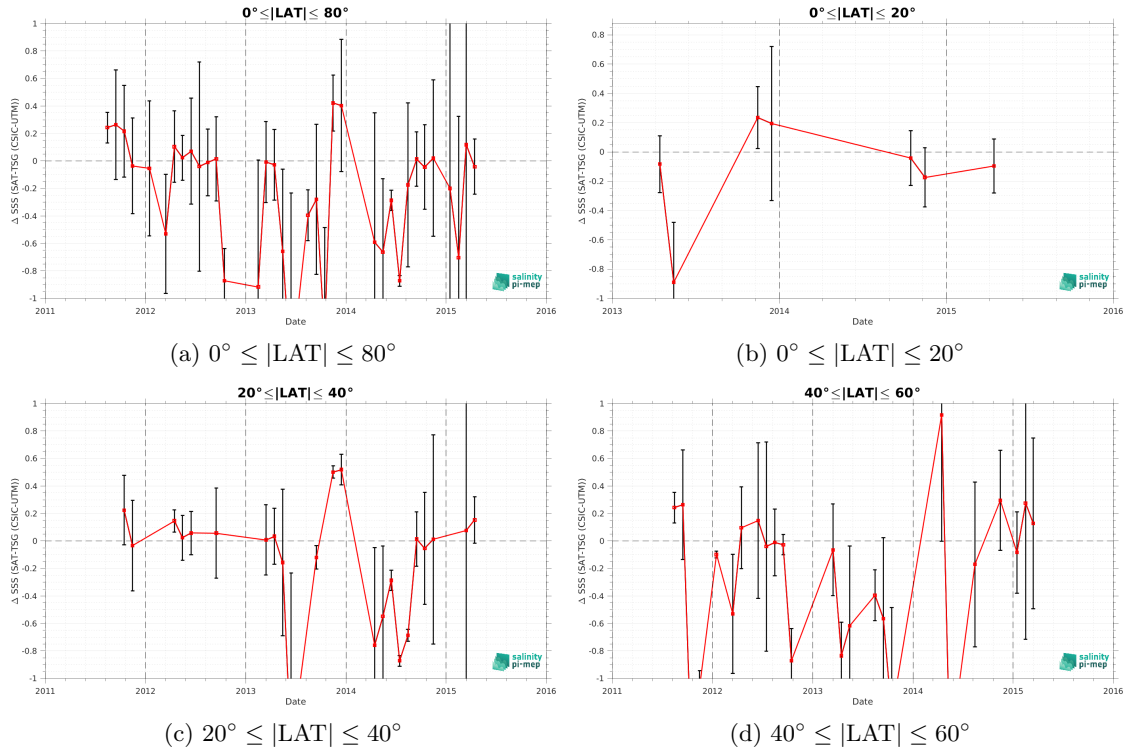 0°≤|LAT|≤ 80°
1
0.8
0.6
0.4
0.2
0
-0.2
-0.4
-0.6
-0.8
-1
Δ SSS (SAT-TSG (CSIC-UTM))
2011 2012 2013 2014 2015 2016
Date
salinity
pi-mep
(a) 0° ≤ |LAT| ≤ 80°
0°≤|LAT|≤ 20°
0.8
0.6
0.4
0.2
0
-0.2
-0.4
-0.6
-0.8
-1
Δ SSS (SAT-TSG (CSIC-UTM))
2013 2014 2015 2016
Date
salinity
pi-mep
(b) 0° ≤ |LAT| ≤ 20°
20°≤|LAT|≤ 40°
1
0.8
0.6
0.4
0.2
0
-0.2
-0.4
-0.6
-0.8
-1
Δ SSS (SAT-TSG (CSIC-UTM))
2011 2012 2013 2014 2015 2016
Date
salinity
pi-mep
(c) 20° ≤ |LAT| ≤ 40°
40°≤|LAT|≤ 60°
1
0.8
0.6
0.4
0.2
0
-0.2
-0.4
-0.6
-0.8
-1
Δ SSS (SAT-TSG (CSIC-UTM))
2011 2012 2013 2014 2015 2016
Date
salinity
pi-mep
(d) 40° ≤ |LAT| ≤ 60°